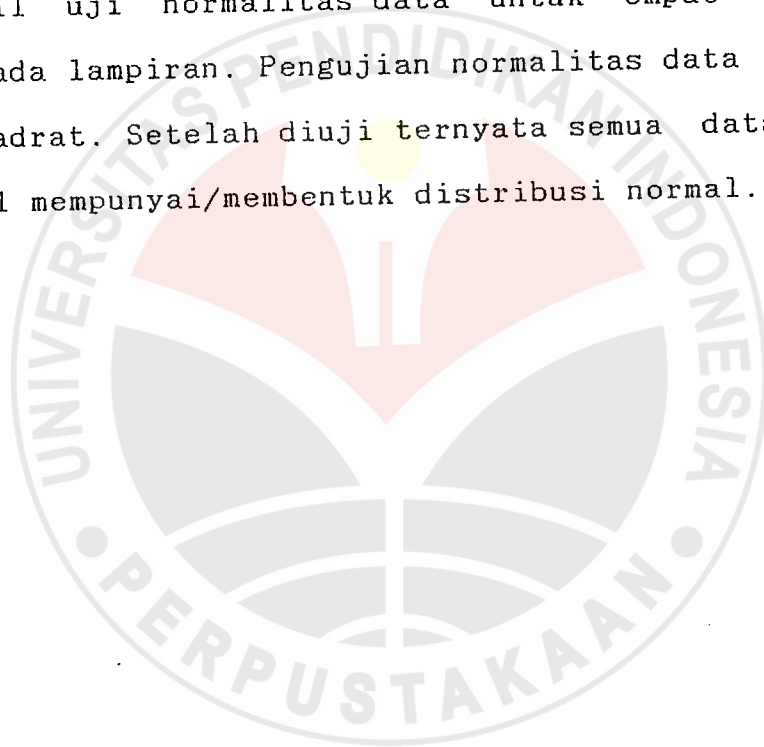 uji normalitas data untuk empat
ada lampiran. Pengujian normalitas data
adrat. Setelah diuji ternyata semua data
l mempunyai/membentuk distribusi normal.
UNIVERSITAS PENDIDIKAN INDONESIA
PERPUSTAKAAN